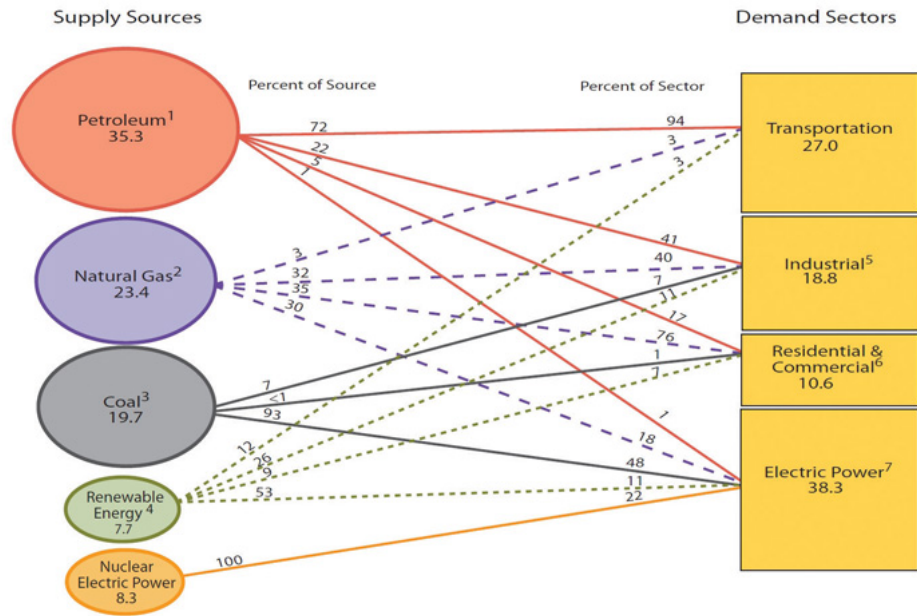 Supply Sources
Demand Sectors
Percent of Source
Percent of Sector
Petroleum1
35.3
72
22
5
1
94
3
3
Transportation
27.0
Natural Gas2
23.4
3
32
35
30
41
40
7
11
Industrial5
18.8
Coal3
19.7
7
<1
93
17
76
1
7
Residential &
Commercial6
10.6
Renewable
Energy 4
7.7
12
26
9
53
1
18
48
11
22
Electric Power7
38.3
Nuclear
Electric Power
8.3
100